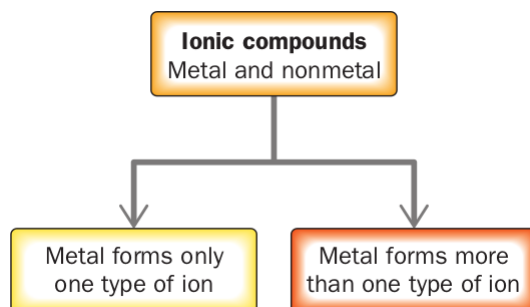 Ionic compounds
Metal and nonmetal
Metal forms only
one type of ion
Metal forms more
than one type of ion